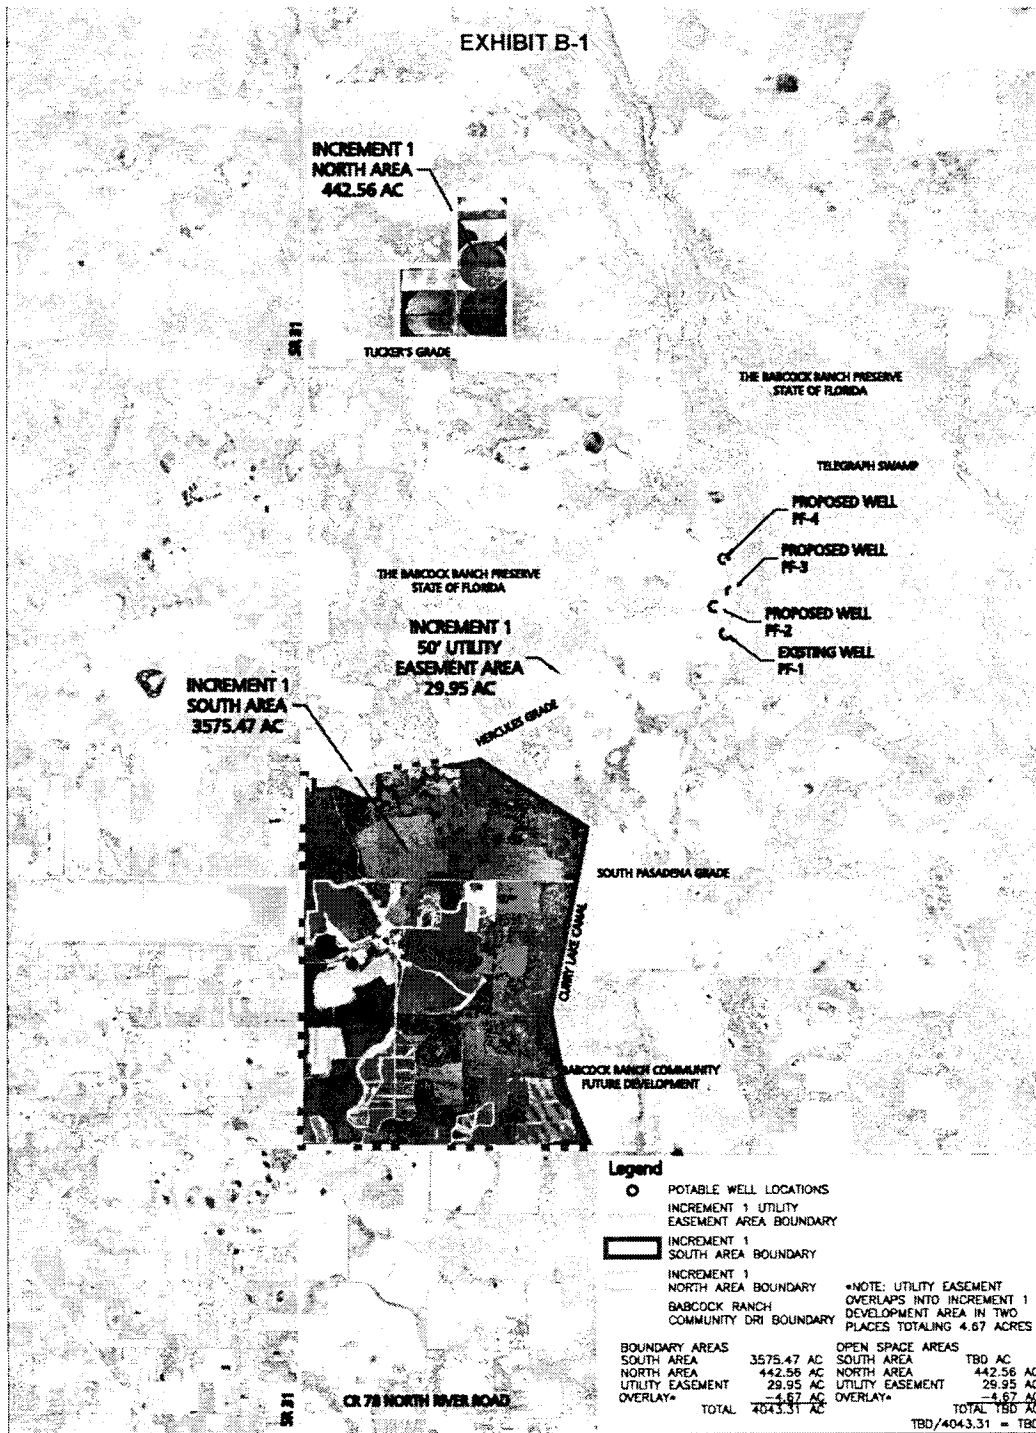 EXHIBIT B-1
INCREMENT 1
NORTH AREA
442.56 AC
SR 31
TUCKER'S GRADE
THE BABCOCK RANCH PRESERVE
STATE OF FLORIDA
TELEGRAPH SWAMP
PROPOSED WELL
PF-4
PROPOSED WELL
PF-3
THE BABCOCK RANCH PRESERVE
STATE OF FLORIDA
PROPOSED WELL
PF-2
EXISTING WELL
PF-1
INCREMENT 1
50' UTILITY
EASEMENT AREA
29.95 AC
INCREMENT 1
SOUTH AREA
3575.47 AC
HERCULES GRADE
SOUTH PASADENA GRADE
CURRY LAKE CANAL
BABCOCK RANCH COMMUNITY
FUTURE DEVELOPMENT
Legend
POTABLE WELL LOCATIONS
INCREMENT 1 UTILITY
EASEMENT AREA BOUNDARY
INCREMENT 1
SOUTH AREA BOUNDARY
INCREMENT 1
NORTH AREA BOUNDARY
BABCOCK RANCH
COMMUNITY DRI BOUNDARY
*NOTE: UTILITY EASEMENT
OVERLAPS INTO INCREMENT 1
DEVELOPMENT AREA IN TWO
PLACES TOTALING 4.67 ACRES
BOUNDARY AREAS
SOUTH AREA 3575.47 AC
NORTH AREA 442.56 AC
UTILITY EASEMENT 29.95 AC
OVERLAY* -4.67 AC
TOTAL 4043.31 AC
OPEN SPACE AREAS
SOUTH AREA TBD AC
NORTH AREA 442.56 AC
UTILITY EASEMENT 29.95 AC
OVERLAY* -4.67 AC
TOTAL TBD AC
TBD/4043.31 = TBD
SR 31
CR 78 NORTH RIVER ROAD